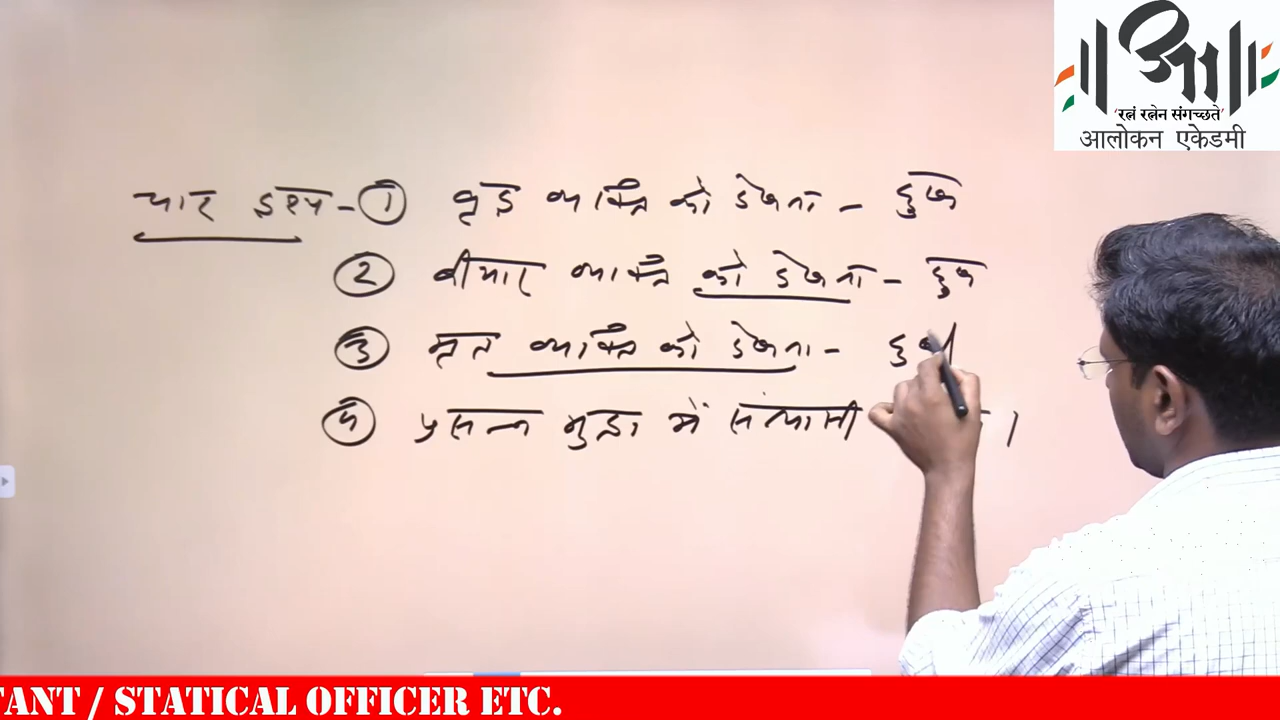 'रत्नं रत्नेन संगच्छते'
आलोकन एकेडमी
चार दृश्य - ① वृद्ध व्यक्ति को देखना - दुख
② बीमार व्यक्ति को देखना - दुख
③ मृत व्यक्ति को देखना - दुख
④ प्रसन्न मुद्रा में संन्यासी
TANT / STATICAL OFFICER ETC.